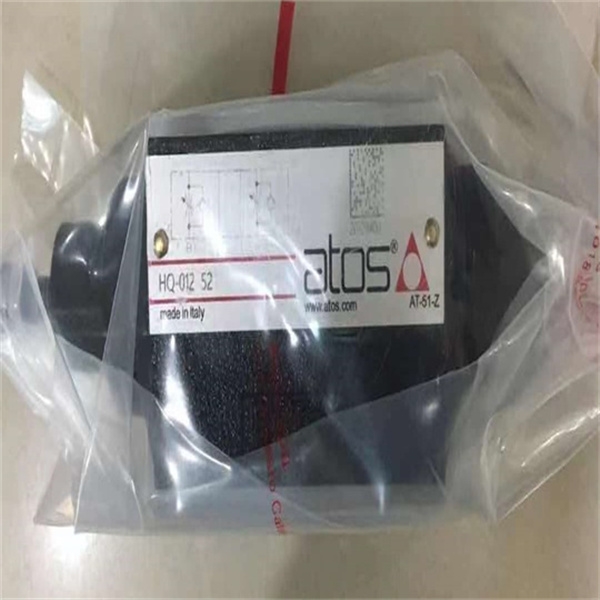 atos®
HQ-012 52
made in Italy
www.atos.com
AT-51-Z